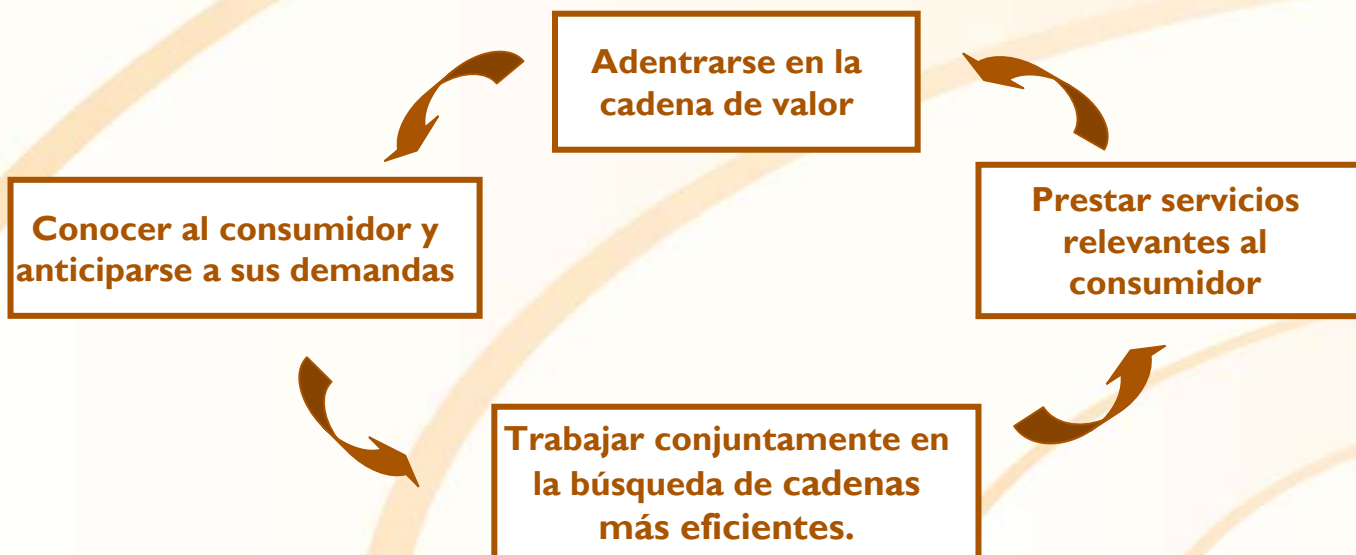 Adentrarse en la
cadena de valor
Conocer al consumidor y
anticiparse a sus demandas
Prestar servicios
relevantes al
consumidor
Trabajar conjuntamente en
la búsqueda de cadenas
más eficientes.